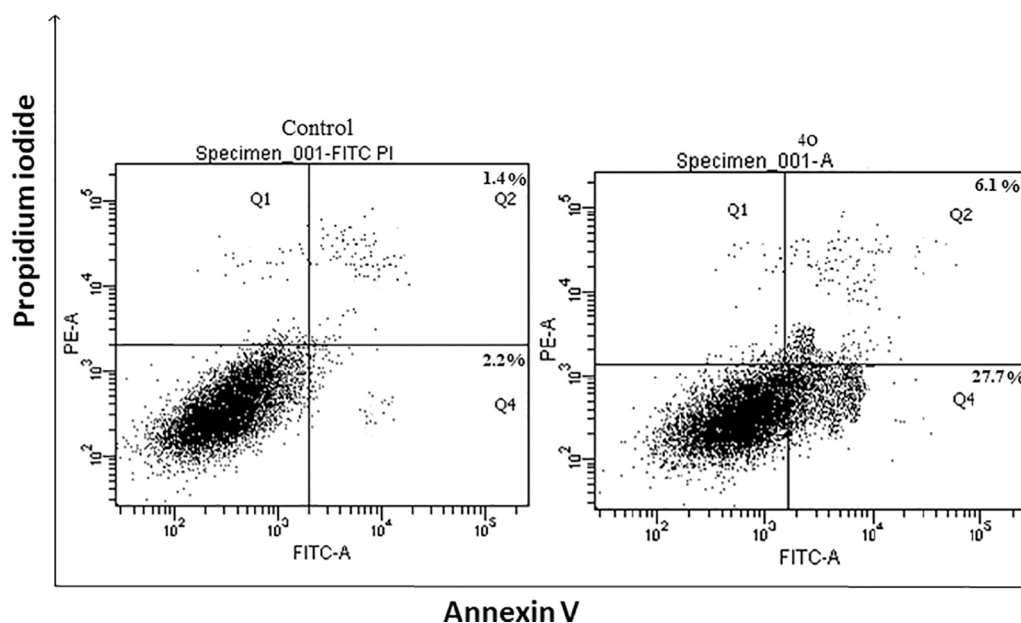 Propidium iodide
Control
Specimen_001-FITC PI
1.4 %
Q1
Q2
10^5
10^4
PE-A
10^3
2.2%
Q4
10^2
10^2 10^3 10^4 10^5
FITC-A
4o
Specimen_001-A
6.1 %
Q1
Q2
10^5
10^4
PE-A
10^3
27.7 %
Q4
10^2
10^2 10^3 10^4 10^5
FITC-A
Annexin V